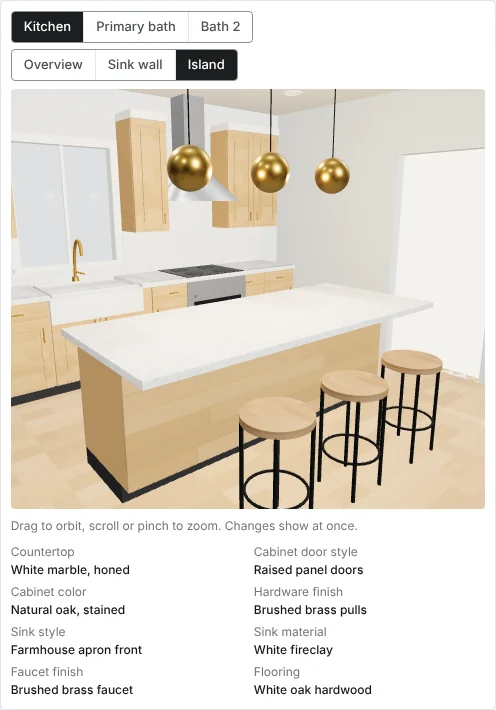 Kitchen Primary bath Bath 2
Overview Sink wall Island
Drag to orbit, scroll or pinch to zoom. Changes show at once.
Countertop Cabinet door style
White marble, honed Raised panel doors
Cabinet color Hardware finish
Natural oak, stained Brushed brass pulls
Sink style Sink material
Farmhouse apron front White fireclay
Faucet finish Flooring
Brushed brass faucet White oak hardwood